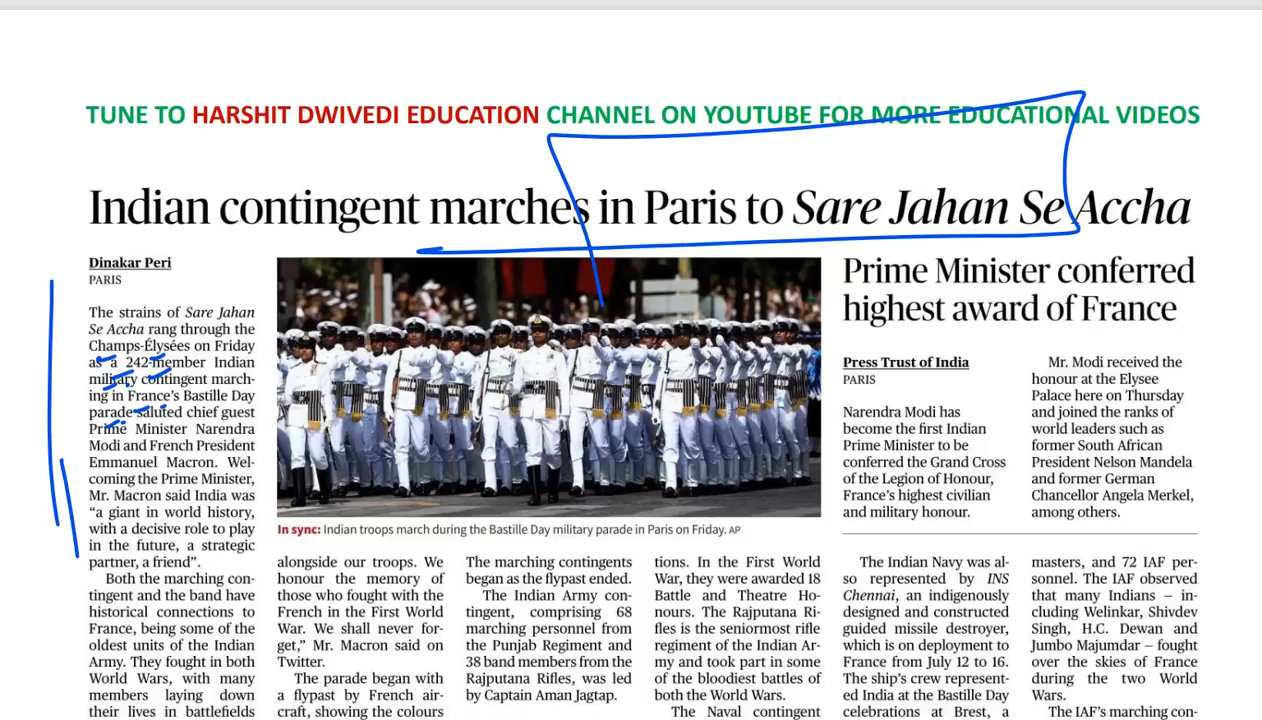 TUNE TO HARSHIT DWIVEDI EDUCATION CHANNEL ON YOUTUBE FOR MORE EDUCATIONAL VIDEOS
Indian contingent marches in Paris to Sare Jahan Se Accha
Dinakar Peri
PARIS
The strains of Sare Jahan
Se Accha rang through the
Champs-Élysées on Friday
as a 242-member Indian
military contingent march-
ing in France's Bastille Day
parade saluted chief guest
Prime Minister Narendra
Modi and French President
Emmanuel Macron. Wel-
coming the Prime Minister,
Mr. Macron said India was
“a giant in world history,
with a decisive role to play
in the future, a strategic
partner, a friend”.
Both the marching con-
tingent and the band have
historical connections to
France, being some of the
oldest units of the Indian
Army. They fought in both
World Wars, with many
members laying down
their lives in battlefields
In sync: Indian troops march during the Bastille Day military parade in Paris on Friday. AP
alongside our troops. We
honour the memory of
those who fought with the
French in the First World
War. We shall never for-
get,” Mr. Macron said on
Twitter.
The parade began with
a flypast by French air-
craft, showing the colours
The marching contingents
began as the flypast ended.
The Indian Army con-
tingent, comprising 68
marching personnel from
the Punjab Regiment and
38 band members from the
Rajputana Rifles, was led
by Captain Aman Jagtap.
tions. In the First World
War, they were awarded 18
Battle and Theatre Ho-
nours. The Rajputana Ri-
fles is the seniormost rifle
regiment of the Indian Ar-
my and took part in some
of the bloodiest battles of
both the World Wars.
The Naval contingent
Prime Minister conferred
highest award of France
Press Trust of India
PARIS
Narendra Modi has
become the first Indian
Prime Minister to be
conferred the Grand Cross
of the Legion of Honour,
France's highest civilian
and military honour.
Mr. Modi received the
honour at the Elysee
Palace here on Thursday
and joined the ranks of
world leaders such as
former South African
President Nelson Mandela
and former German
Chancellor Angela Merkel,
among others.
The Indian Navy was al-
so represented by INS
Chennai, an indigenously
designed and constructed
guided missile destroyer,
which is on deployment to
France from July 12 to 16.
The ship's crew represent-
ed India at the Bastille Day
celebrations at Brest, a
masters, and 72 IAF per-
sonnel. The IAF observed
that many Indians – in-
cluding Welinkar, Shivdev
Singh, H.C. Dewan and
Jumbo Majumdar – fought
over the skies of France
during the two World
Wars.
The IAF's marching con-